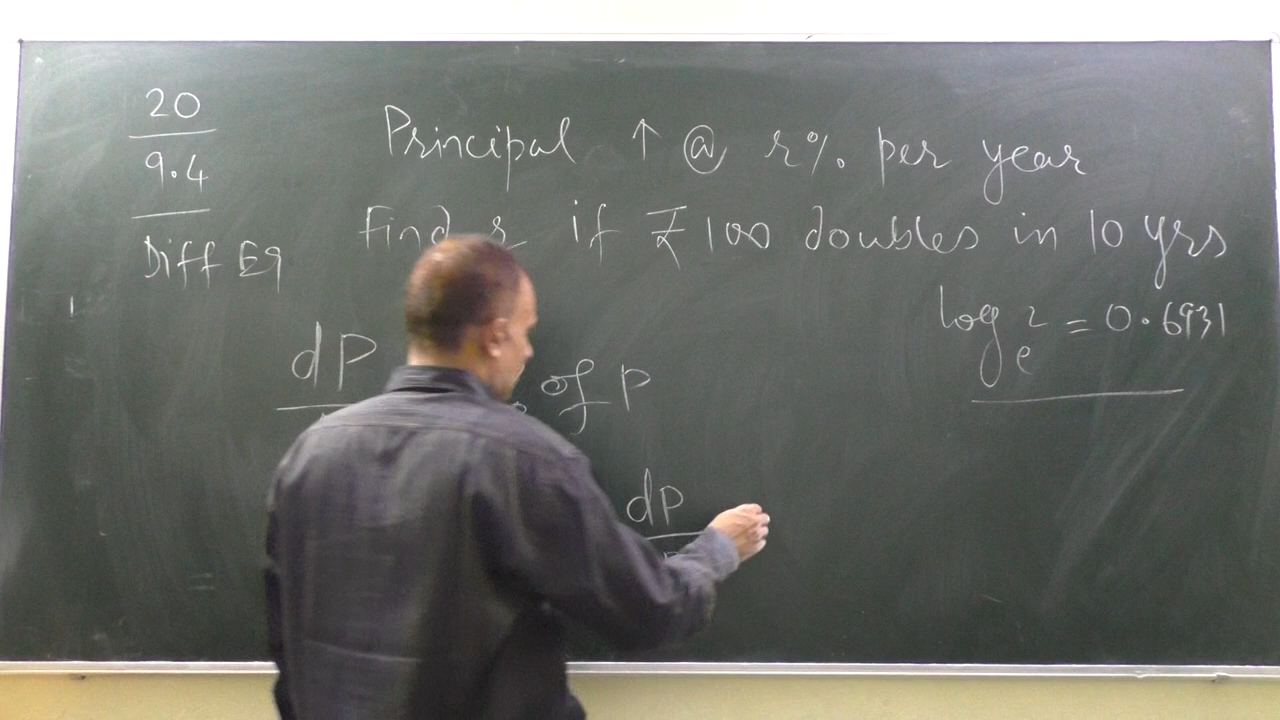 20
9.4
Diff Eq
Principal ↑ @ r% per year
Find r if ₹100 doubles in 10 yrs
log e 2 = 0.6931
dP of P
dP